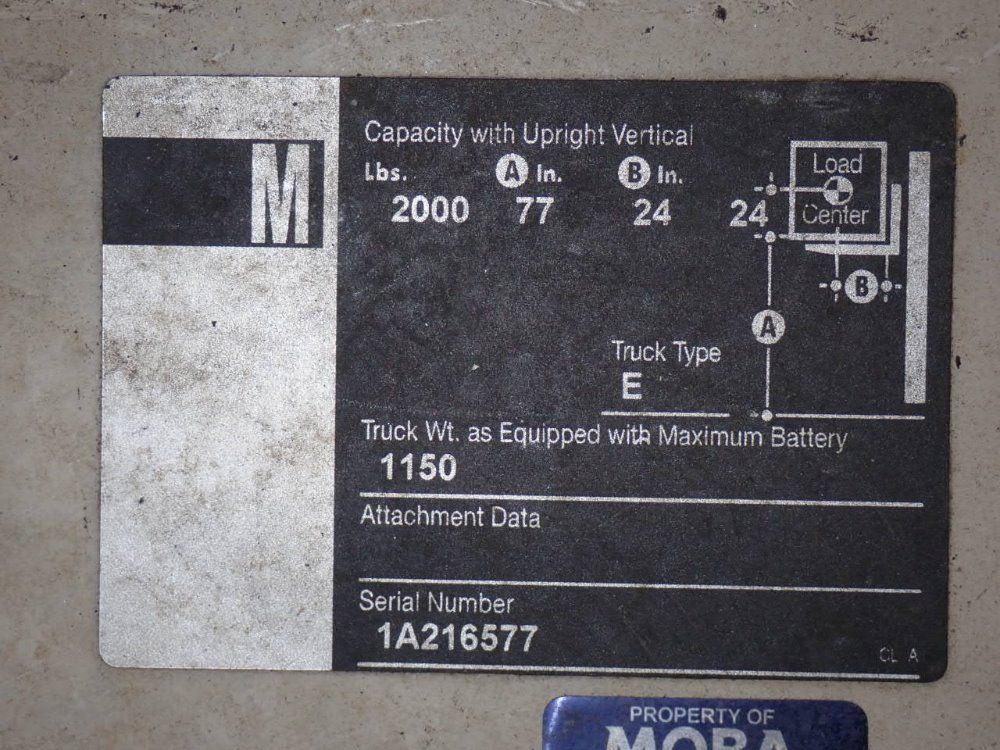 M
Capacity with Upright Vertical
Lbs. A In. B In.
2000 77 24 24
Load
Center
B
A
Truck Type
E
Truck Wt. as Equipped with Maximum Battery
1150
Attachment Data
Serial Number
1A216577
CL A
PROPERTY OF
MORA